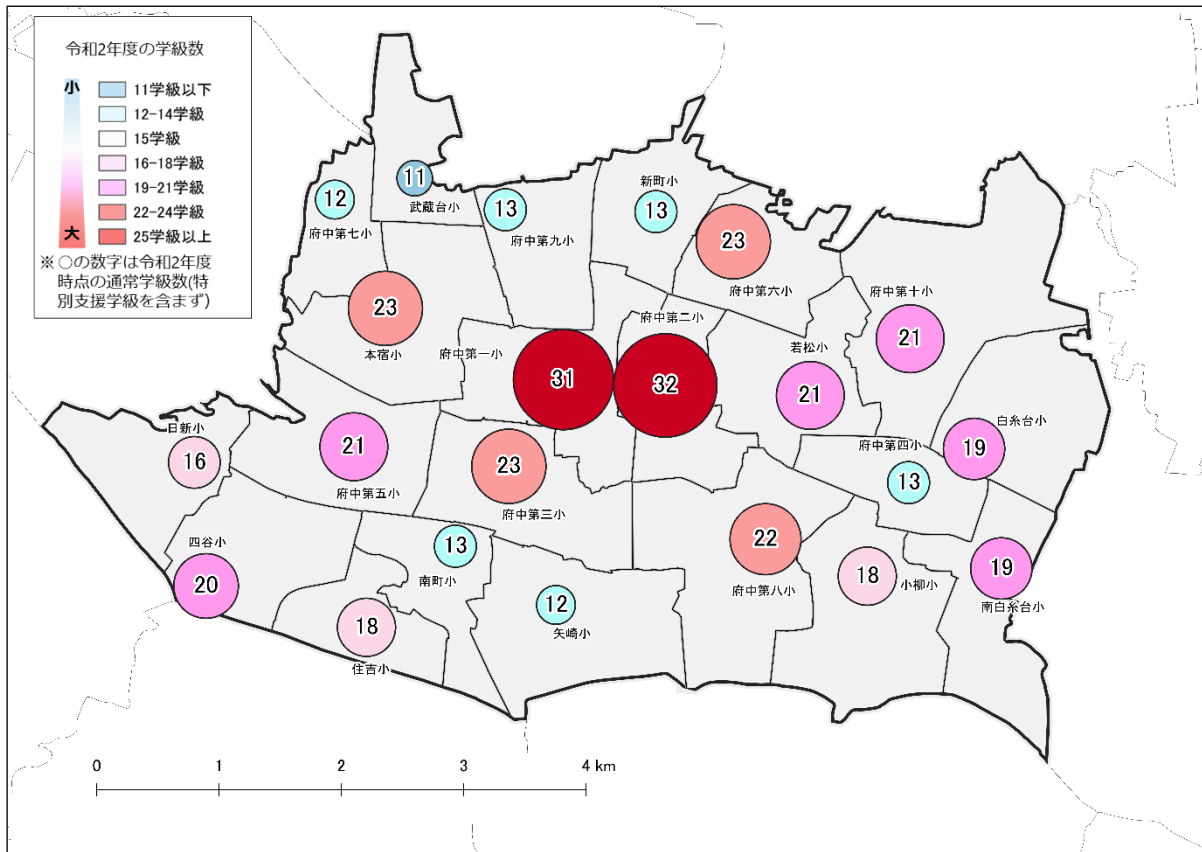 令和2年度の学級数
小
11学級以下
12-14学級
15学級
16-18学級
19-21学級
22-24学級
大
25学級以上
※ ○の数字は令和2年度
時点の通常学級数(特
別支援学級を含まず)
11
武蔵台小
12
府中第七小
13
府中第九小
新町小
13
23
府中第六小
府中第十小
21
23
本宿小
府中第一小
31
府中第二小
32
若松小
21
白糸台小
19
日新小
16
21
府中第五小
23
府中第三小
府中第四小
13
四谷小
20
13
南町小
18
住吉小
12
矢崎小
22
府中第八小
18
小柳小
19
南白糸台小
0 1 2 3 4 km